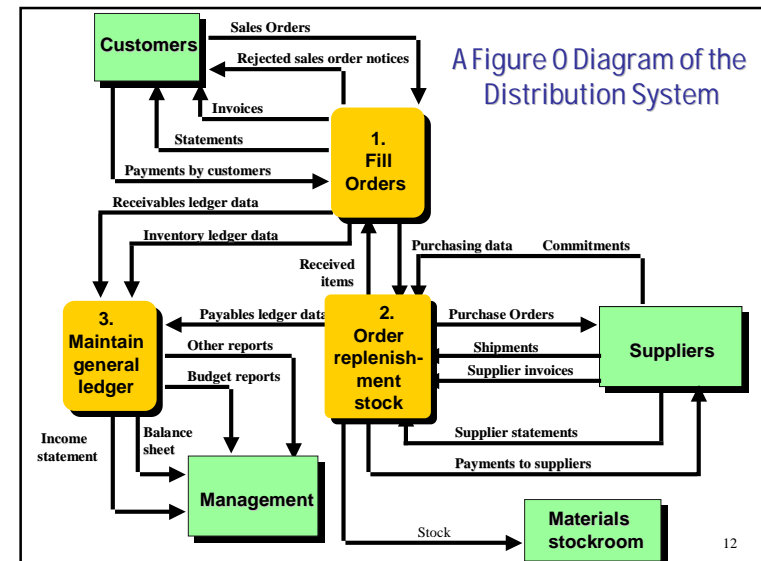 A Figure 0 Diagram of the
Distribution System
Customers
Sales Orders
Rejected sales order notices
Invoices
Statements
Payments by customers
1.
Fill
Orders
Receivables ledger data
Inventory ledger data
Received
items
Purchasing data
Commitments
Payables ledger data
Purchase Orders
3.
Maintain
general
ledger
2.
Order
replenish-
ment
stock
Suppliers
Other reports
Shipments
Supplier invoices
Budget reports
Income
statement
Balance
sheet
Supplier statements
Payments to suppliers
Management
Stock
Materials
stockroom
12